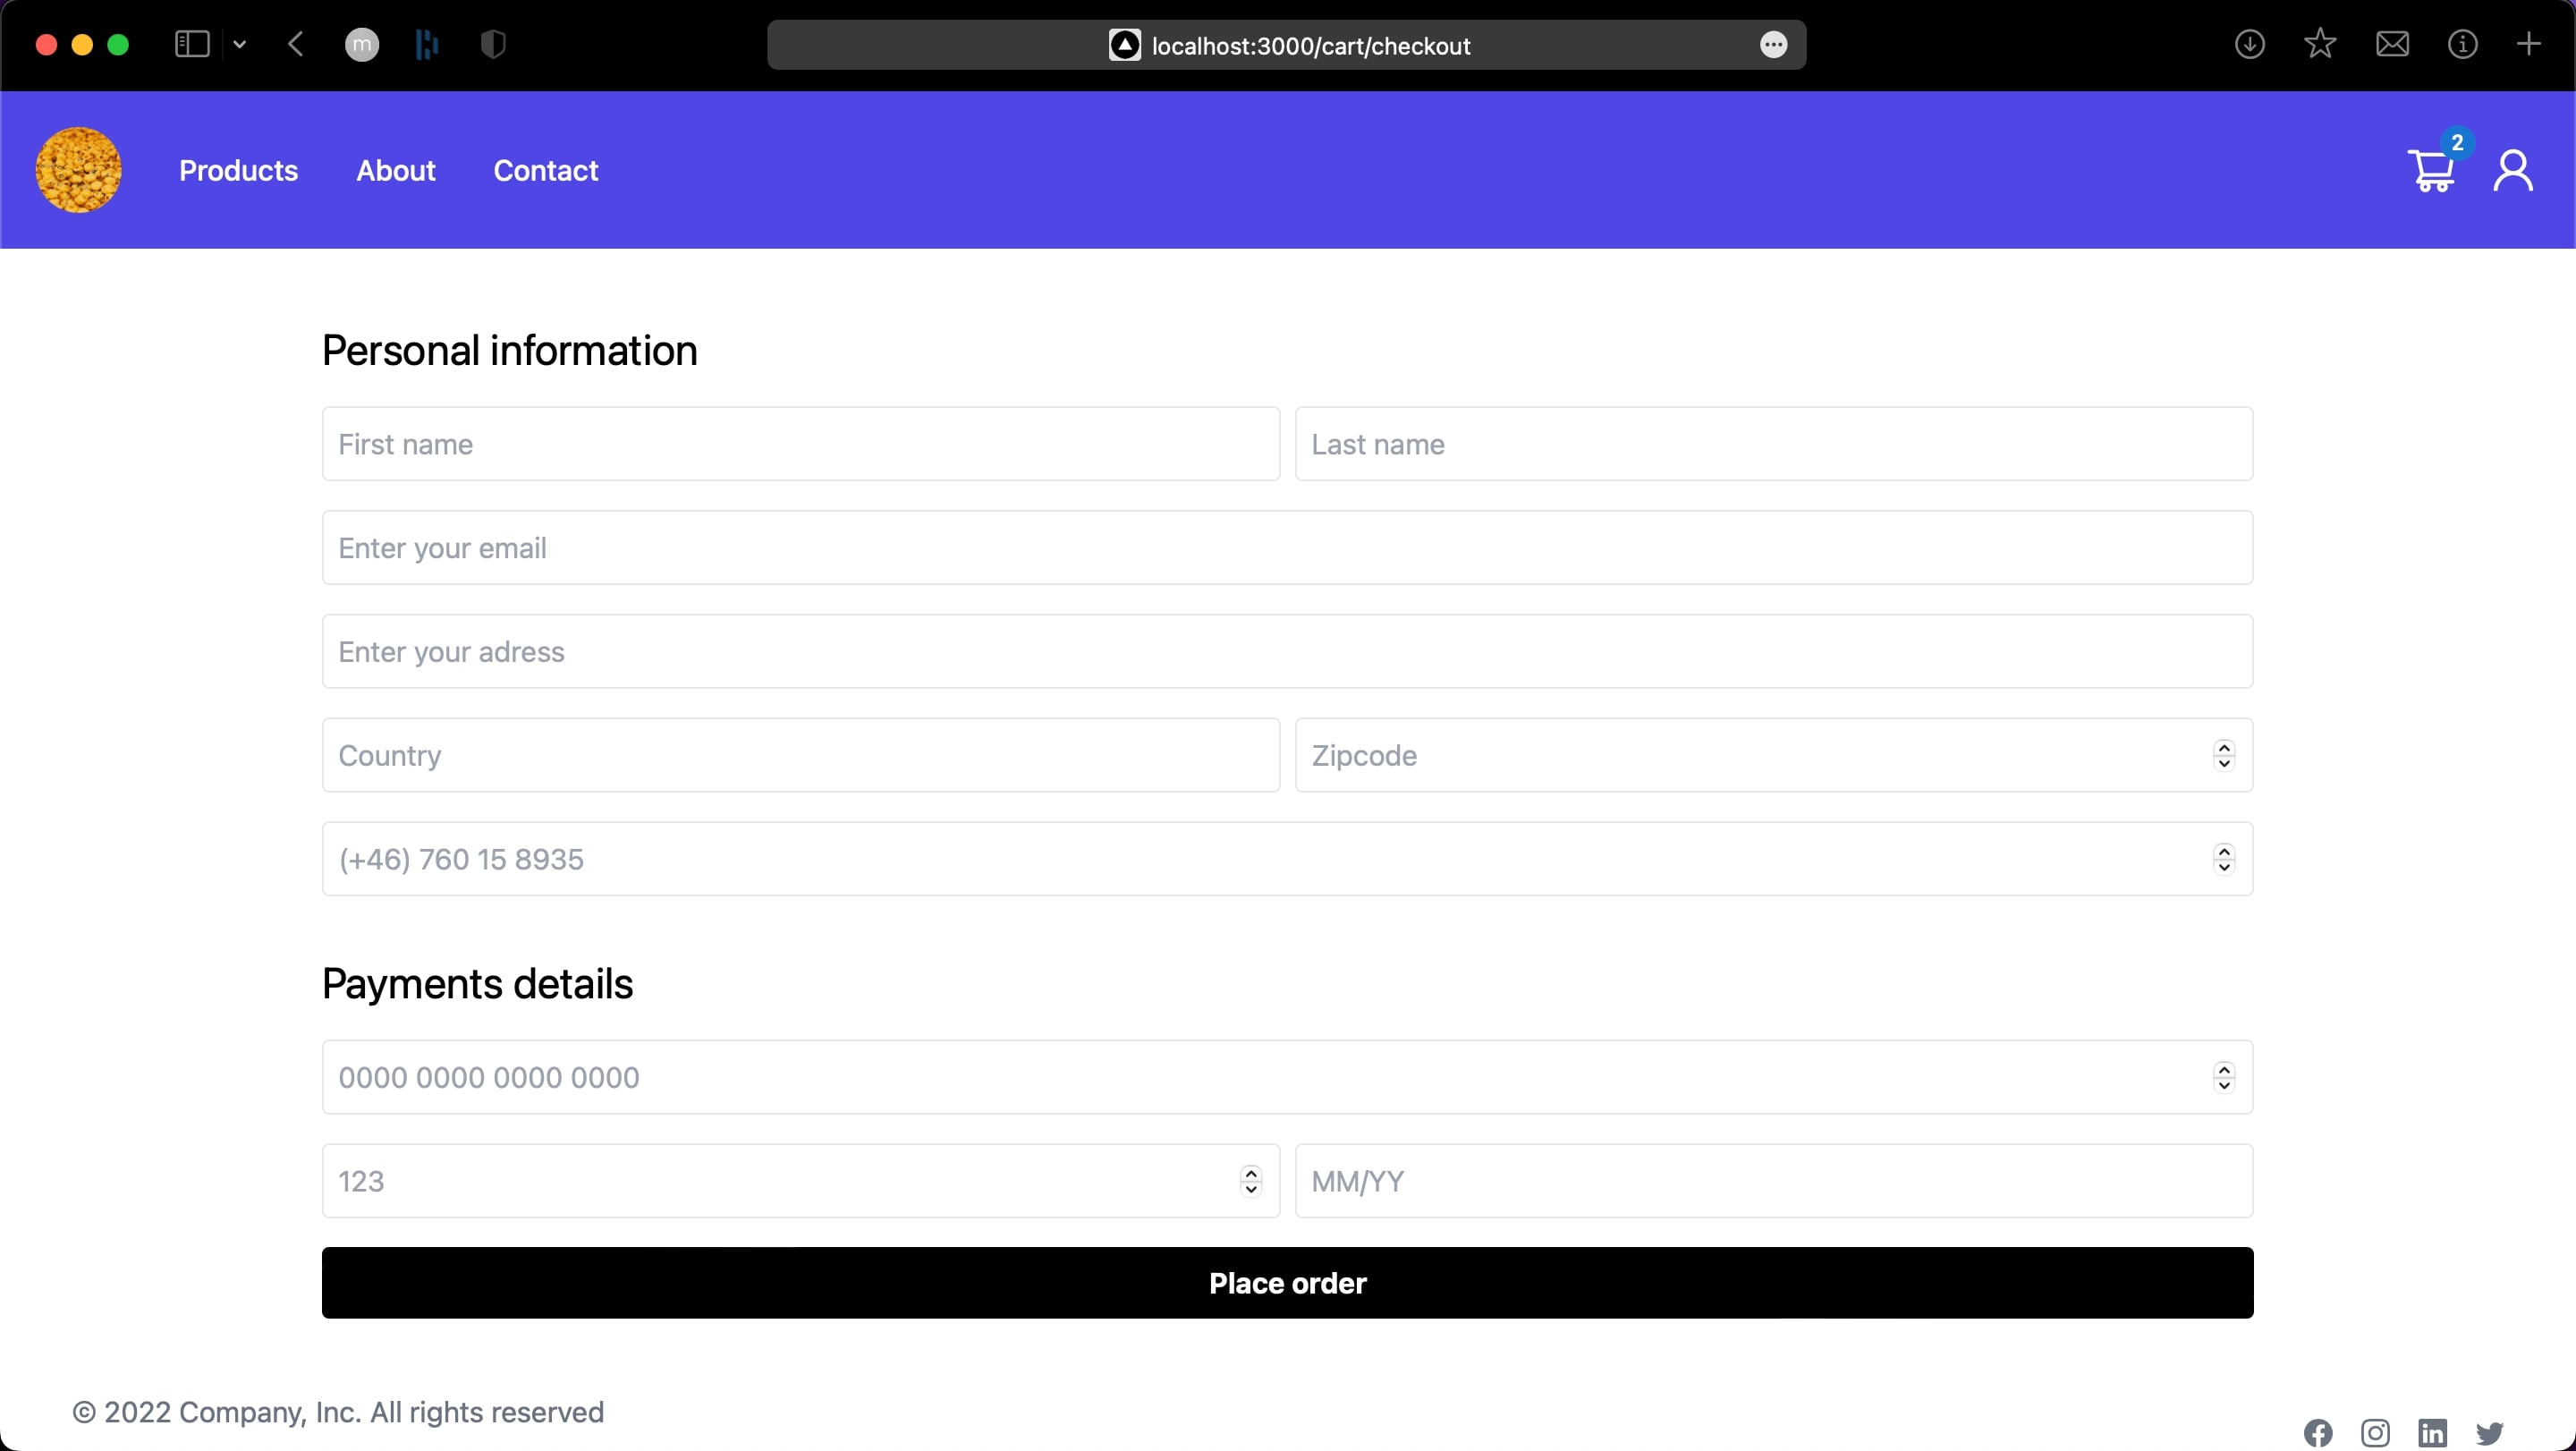 m
localhost:3000/cart/checkout
Products About Contact
2
Personal information
First name Last name
Enter your email
Enter your adress
Country Zipcode
(+46) 760 15 8935
Payments details
0000 0000 0000 0000
123 MM/YY
Place order
© 2022 Company, Inc. All rights reserved